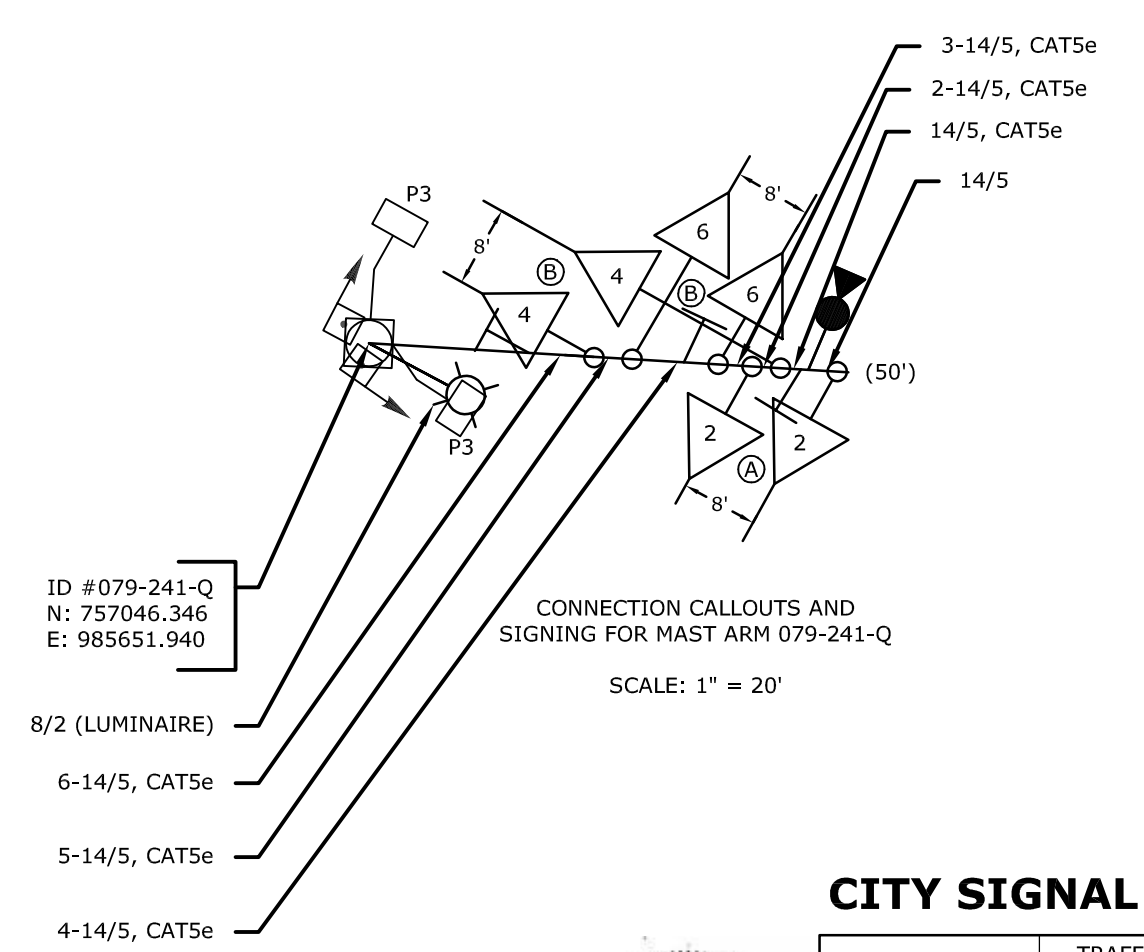 3-14/5, CAT5e
2-14/5, CAT5e
14/5, CAT5e
14/5
P3
8'
8'
6
B
4
B
6
4
(50')
2
2
P3
A
8'
ID #079-241-Q
N: 757046.346
E: 985651.940
CONNECTION CALLOUTS AND
SIGNING FOR MAST ARM 079-241-Q
SCALE: 1" = 20'
8/2 (LUMINAIRE)
6-14/5, CAT5e
5-14/5, CAT5e
4-14/5, CAT5e
CITY SIGNAL